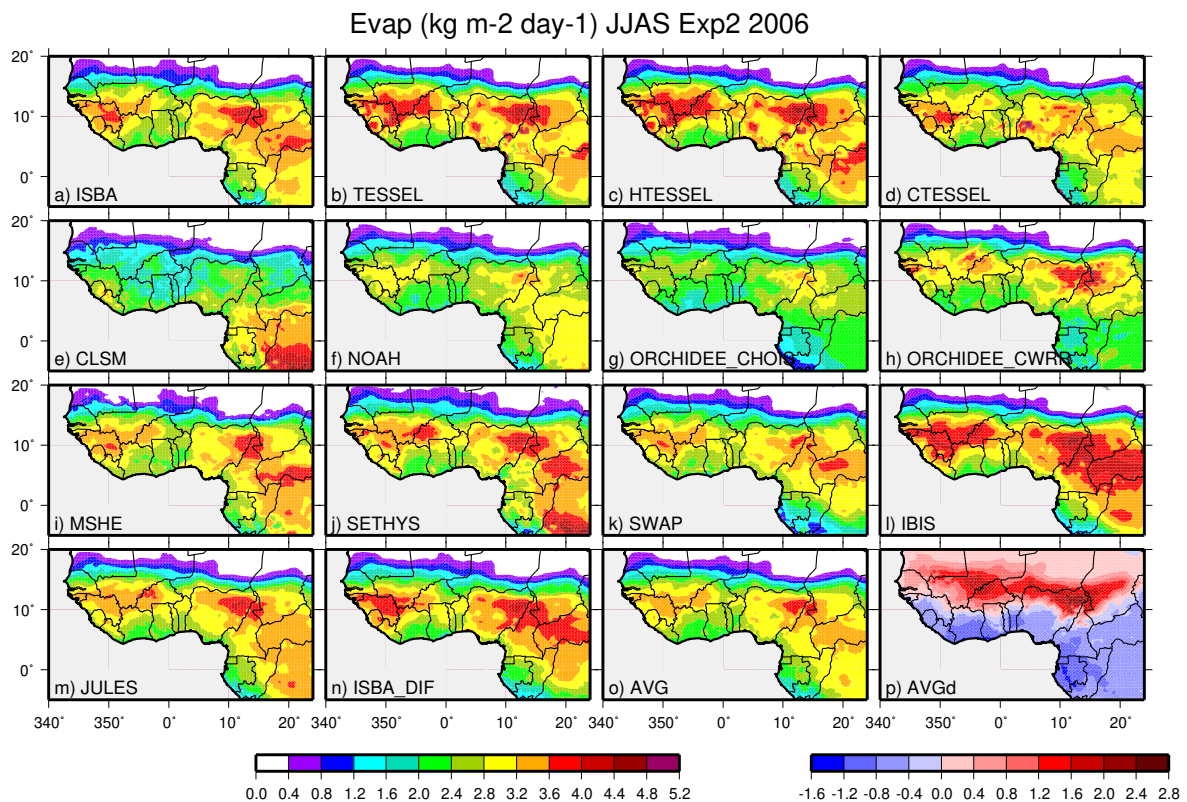 Evap (kg m-2 day-1) JJAS Exp2 2006
20˚
10˚
0˚
a) ISBA
b) TESSEL
c) HTESSEL
d) CTESSEL
20˚
10˚
0˚
e) CLSM
f) NOAH
g) ORCHIDEE_CHOIS
h) ORCHIDEE_CWRR
20˚
10˚
0˚
i) MSHE
j) SETHYS
k) SWAP
l) IBIS
20˚
10˚
0˚
m) JULES
n) ISBA_DIF
o) AVG
p) AVGd
340 350 0˚ 10˚ 20˚ 340 350 0˚ 10˚ 20˚ 340 350 0˚ 10˚ 20˚ 340 350 0˚ 10˚ 20˚
0.0 0.4 0.8 1.2 1.6 2.0 2.4 2.8 3.2 3.6 4.0 4.4 4.8 5.2
-1.6 -1.2 -0.8 -0.4 0.0 0.4 0.8 1.2 1.6 2.0 2.4 2.8